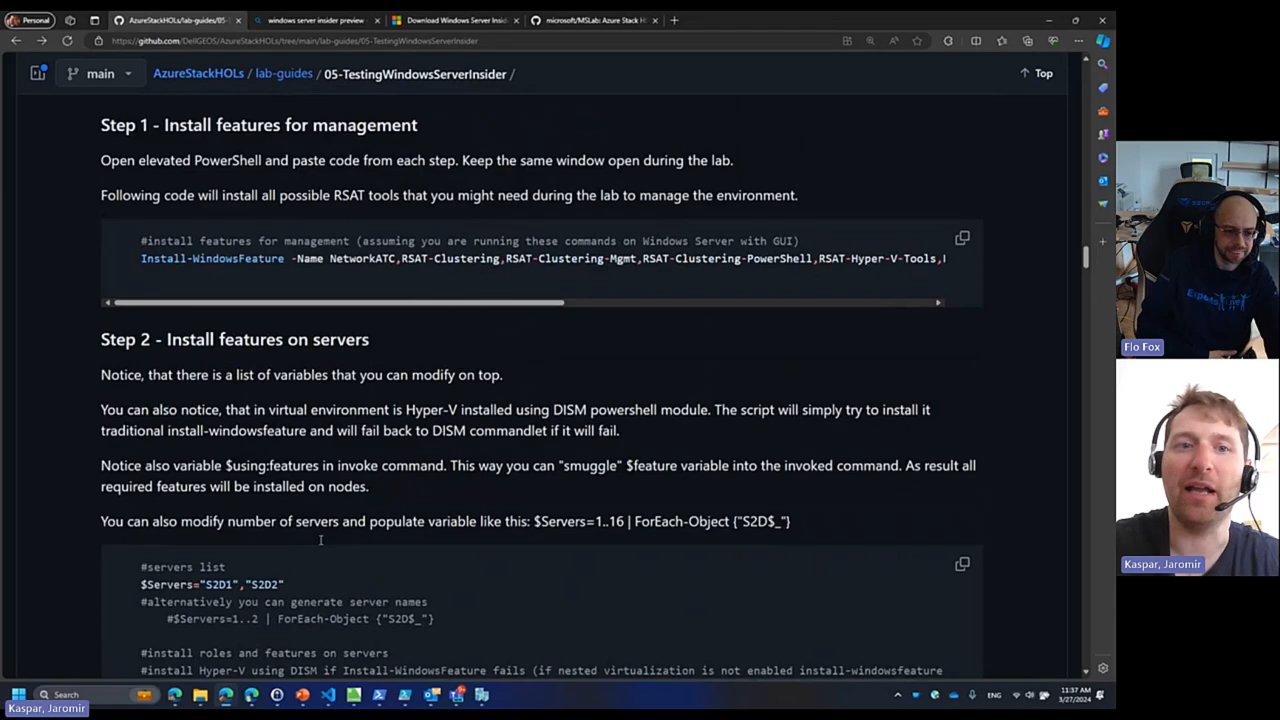 Personal
AzureStackHOLs/lab-guides/05-
windows server insider preview
Download Windows Server Insid
microsoft/MSLab: Azure Stack H
https://github.com/DellGEOS/AzureStackHOLs/tree/main/lab-guides/05-TestingWindowsServerInsider
main
AzureStackHOLs / lab-guides / 05-TestingWindowsServerInsider /
Top
Step 1 - Install features for management
Open elevated PowerShell and paste code from each step. Keep the same window open during the lab.
Following code will install all possible RSAT tools that you might need during the lab to manage the environment.
#install features for management (assuming you are running these commands on Windows Server with GUI)
Install-WindowsFeature -Name NetworkATC,RSAT-Clustering,RSAT-Clustering-Mgmt,RSAT-Clustering-PowerShell,RSAT-Hyper-V-Tools,
Step 2 - Install features on servers
Notice, that there is a list of variables that you can modify on top.
You can also notice, that in virtual environment is Hyper-V installed using DISM powershell module. The script will simply try to install it
traditional install-windowsfeature and will fail back to DISM commandlet if it will fail.
Notice also variable $using:features in invoke command. This way you can "smuggle" $feature variable into the invoked command. As result all
required features will be installed on nodes.
You can also modify number of servers and populate variable like this: $Servers=1..16 | ForEach-Object {"S2D$_"}
#servers list
$Servers="S2D1","S2D2"
#alternatively you can generate server names
#$Servers=1..2 | ForEach-Object {"S2D$_"}
#install roles and features on servers
#install Hyper-V using DISM if Install-WindowsFeature fails (if nested virtualization is not enabled install-windowsfeature
Flo Fox
Kaspar, Jaromir
Search
ENG
11:37 AM
3/27/2024
Kaspar, Jaromir